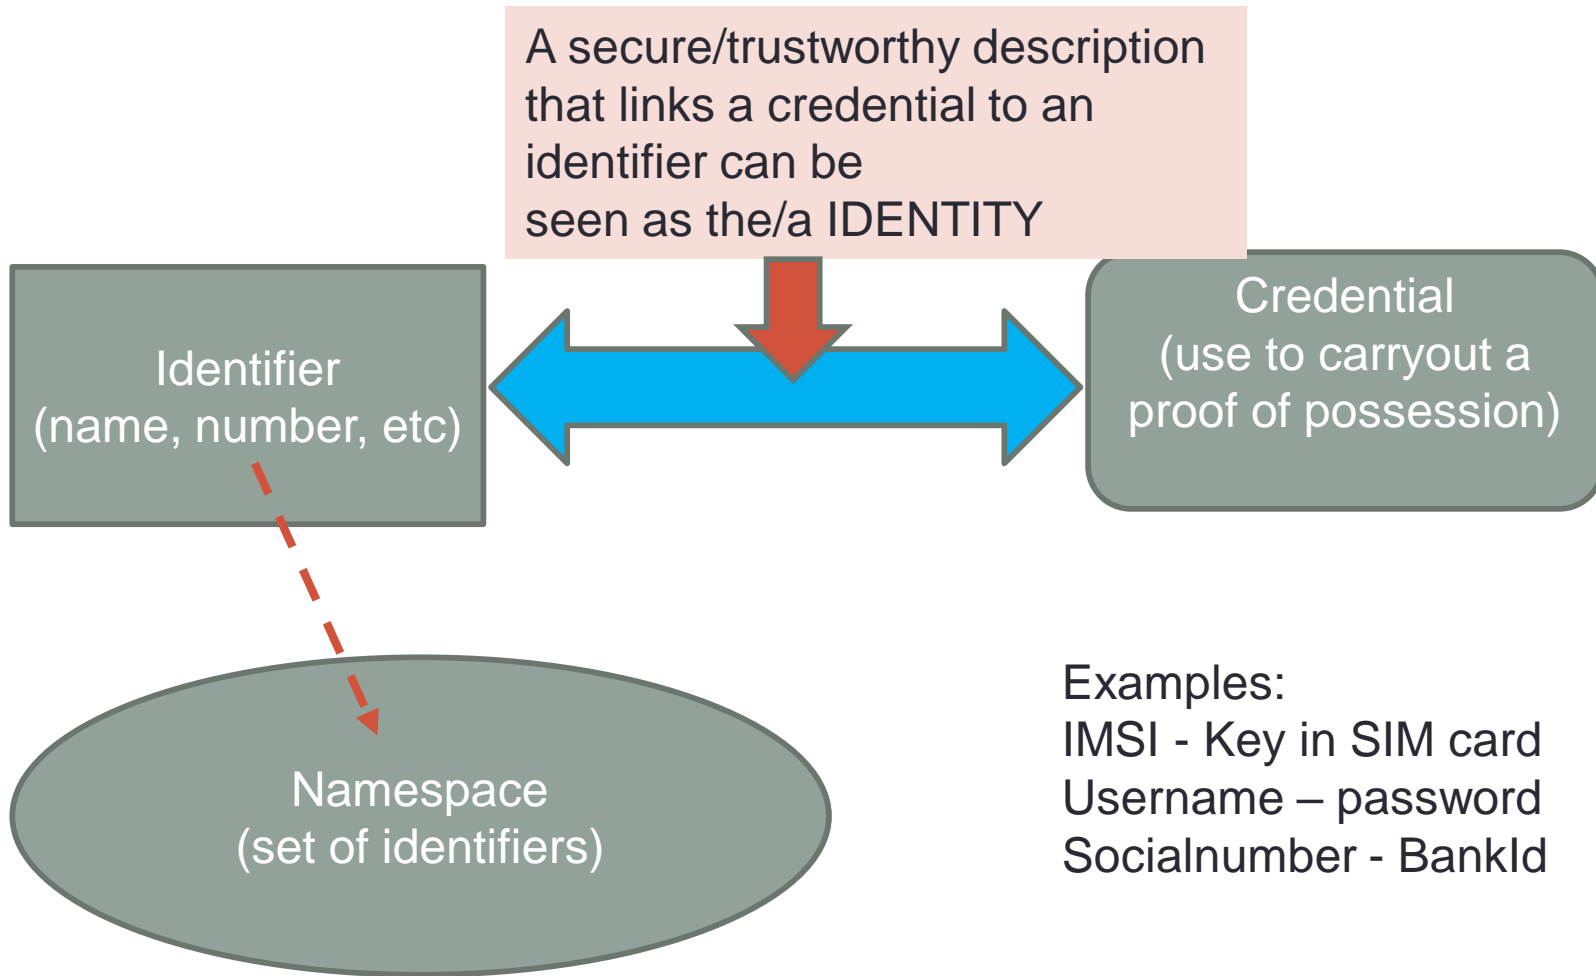 A secure/trustworthy description
that links a credential to an
identifier can be
seen as the/a IDENTITY
Identifier
(name, number, etc)
Credential
(use to carryout a
proof of possession)
Namespace
(set of identifiers)
Examples:
IMSI - Key in SIM card
Username – password
Socialnumber - BankId